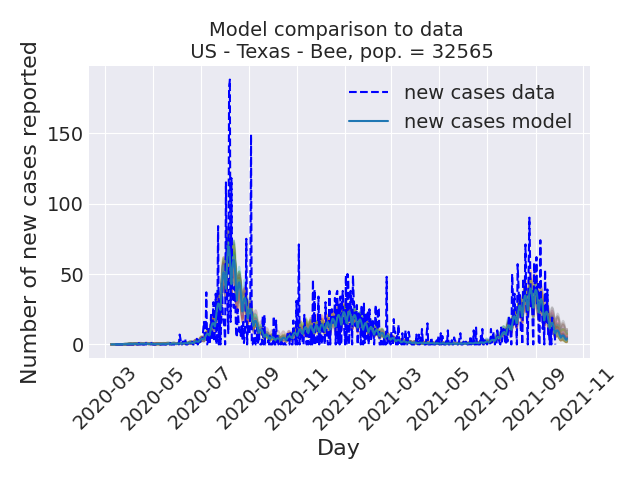 Model comparison to data
US - Texas - Bee, pop. = 32565
new cases data
new cases model
Number of new cases reported
150
100
50
0
2020-03
2020-05
2020-07
2020-09
2020-11
2021-01
2021-03
2021-05
2021-07
2021-09
2021-11
Day